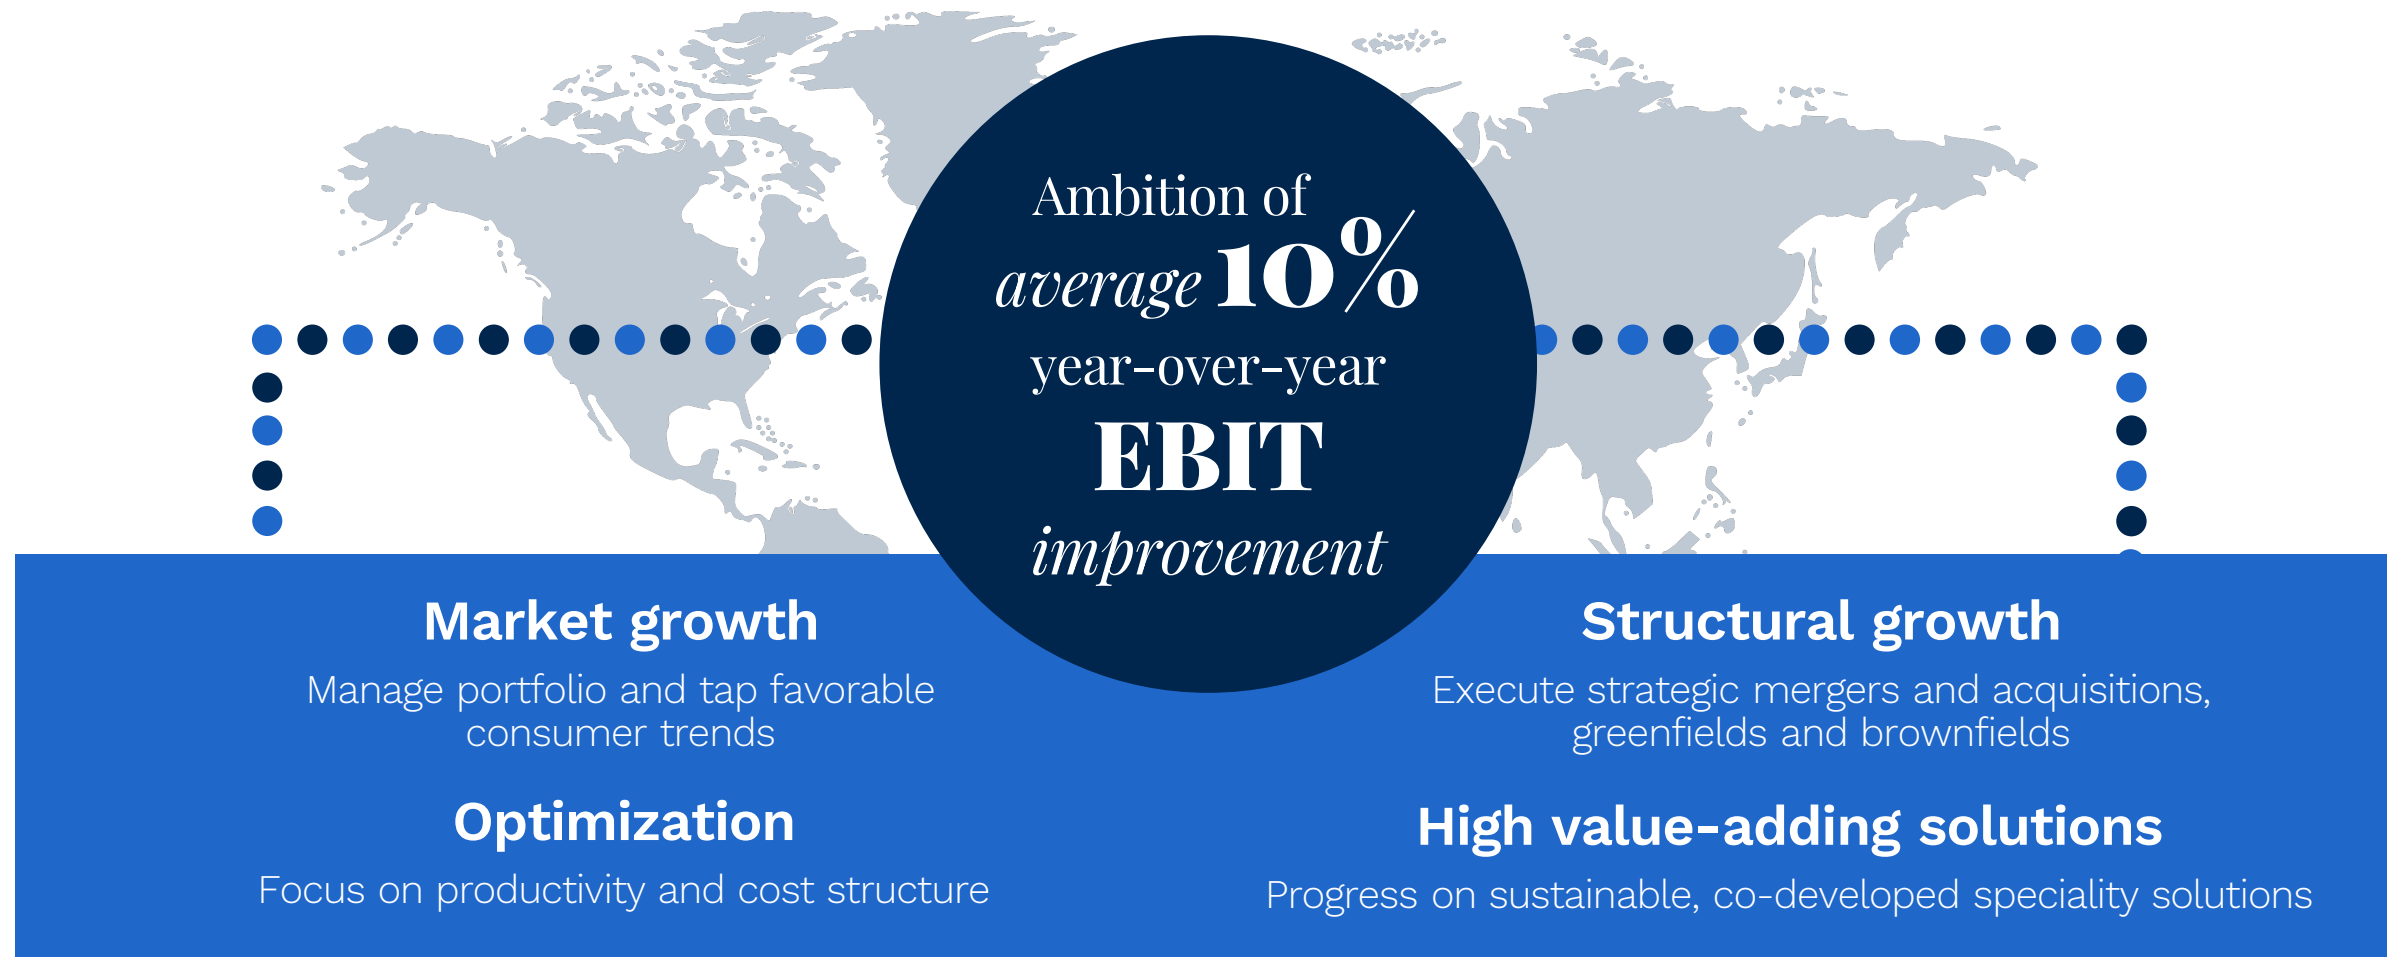 Ambition of
average 10%
year-over-year
EBIT
improvement
Market growth
Manage portfolio and tap favorable
consumer trends
Optimization
Focus on productivity and cost structure
Structural growth
Execute strategic mergers and acquisitions,
greenfields and brownfields
High value-adding solutions
Progress on sustainable, co-developed speciality solutions